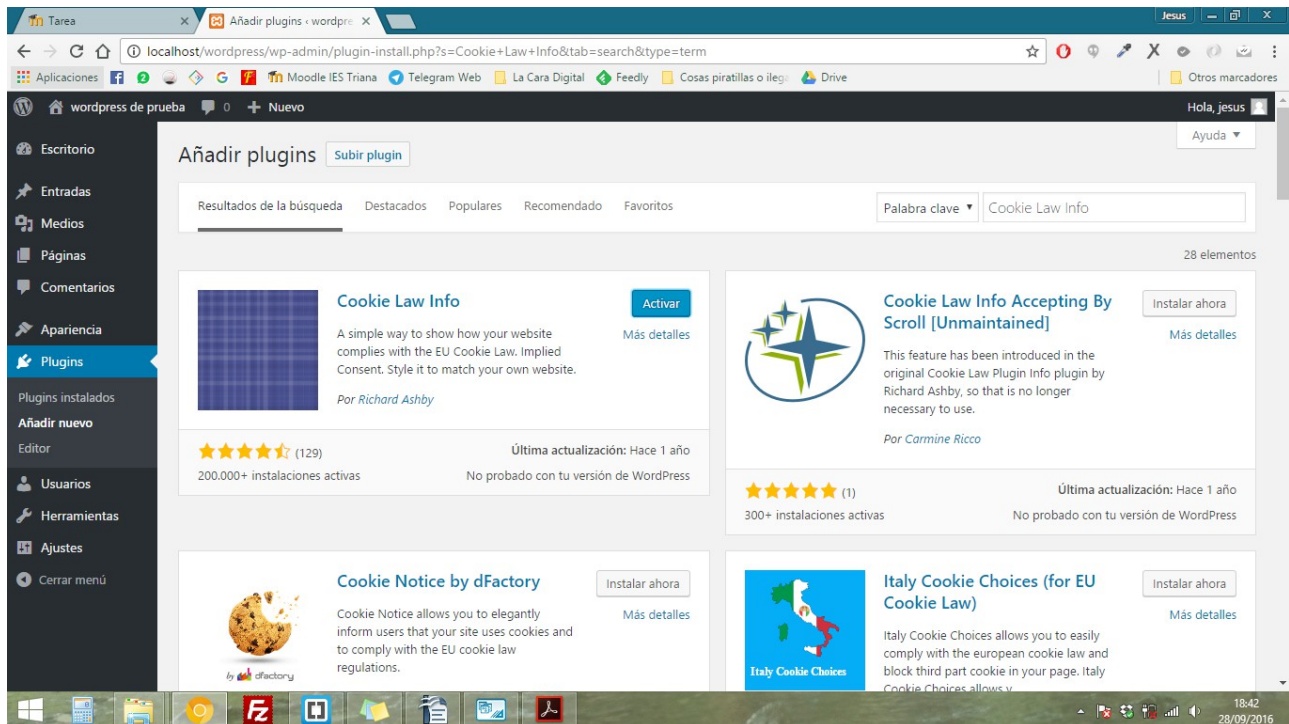 Tarea
Añadir plugins ‹ wordpre
Jesus
localhost/wordpress/wp-admin/plugin-install.php?s=Cookie+Law+Info&tab=search&type=term
Aplicaciones
Moodle IES Triana
Telegram Web
La Cara Digital
Feedly
Cosas piratillas o ilega
Drive
Otros marcadores
wordpress de prueba
0
Nuevo
Hola, jesus
Ayuda
Escritorio
Entradas
Medios
Páginas
Comentarios
Apariencia
Plugins
Plugins instalados
Añadir nuevo
Editor
Usuarios
Herramientas
Ajustes
Cerrar menú
Añadir plugins
Subir plugin
Resultados de la búsqueda
Destacados
Populares
Recomendado
Favoritos
Palabra clave
Cookie Law Info
28 elementos
Cookie Law Info
Activar
Más detalles
A simple way to show how your website
complies with the EU Cookie Law. Implied
Consent. Style it to match your own website.
Por Richard Ashby
(129)
200.000+ instalaciones activas
Última actualización: Hace 1 año
No probado con tu versión de WordPress
Cookie Law Info Accepting By
Scroll [Unmaintained]
Instalar ahora
Más detalles
This feature has been introduced in the
original Cookie Law Plugin Info plugin by
Richard Ashby, so that is no longer
necessary to use.
Por Carmine Ricco
(1)
300+ instalaciones activas
Última actualización: Hace 1 año
No probado con tu versión de WordPress
by dfactory
Cookie Notice by dFactory
Instalar ahora
Más detalles
Cookie Notice allows you to elegantly
inform users that your site uses cookies and
to comply with the EU cookie law
regulations.
Italy Cookie Choices
Italy Cookie Choices (for EU
Cookie Law)
Instalar ahora
Más detalles
Italy Cookie Choices allows you to easily
comply with the european cookie law and
block third part cookie in your page. Italy
Cookie Choices allows y
18:42
28/09/2016